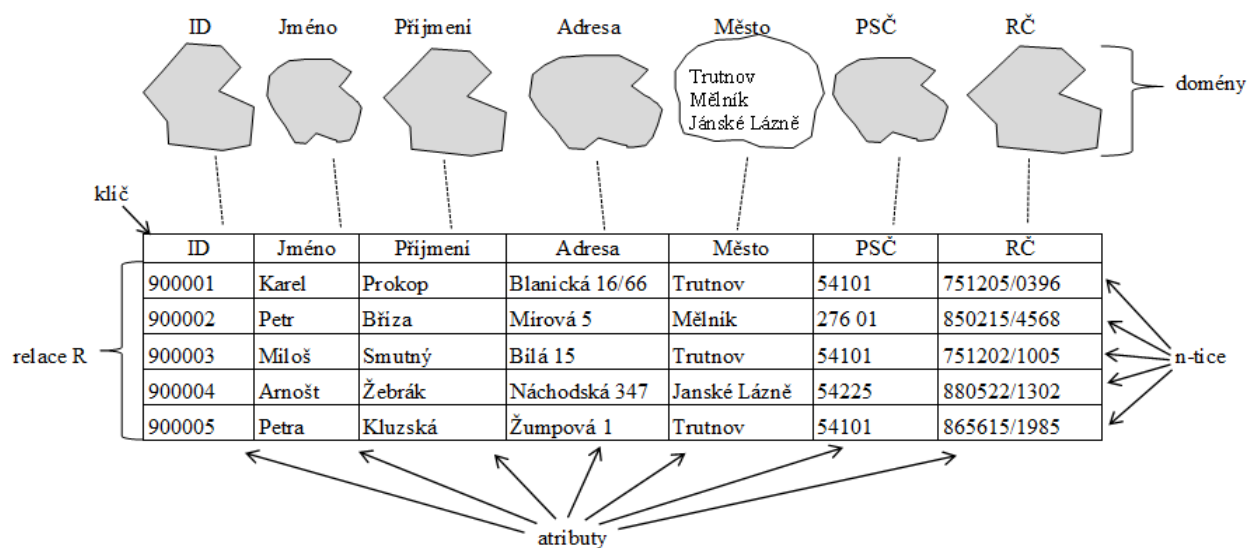 ID Jméno Příjmení Adresa Město PSČ RČ
Trutnov
Mělník
Jánské Lázně
domény
klíč
ID Jméno Příjmení Adresa Město PSČ RČ
900001 Karel Prokop Blanická 16/66 Trutnov 54101 751205/0396
900002 Petr Bříza Mírová 5 Mělník 276 01 850215/4568
relace R
900003 Miloš Smutný Bílá 15 Trutnov 54101 751202/1005
n-tice
900004 Arnošt Žebrák Náchodská 347 Janské Lázně 54225 880522/1302
900005 Petra Kluzská Žumpová 1 Trutnov 54101 865615/1985
atributy